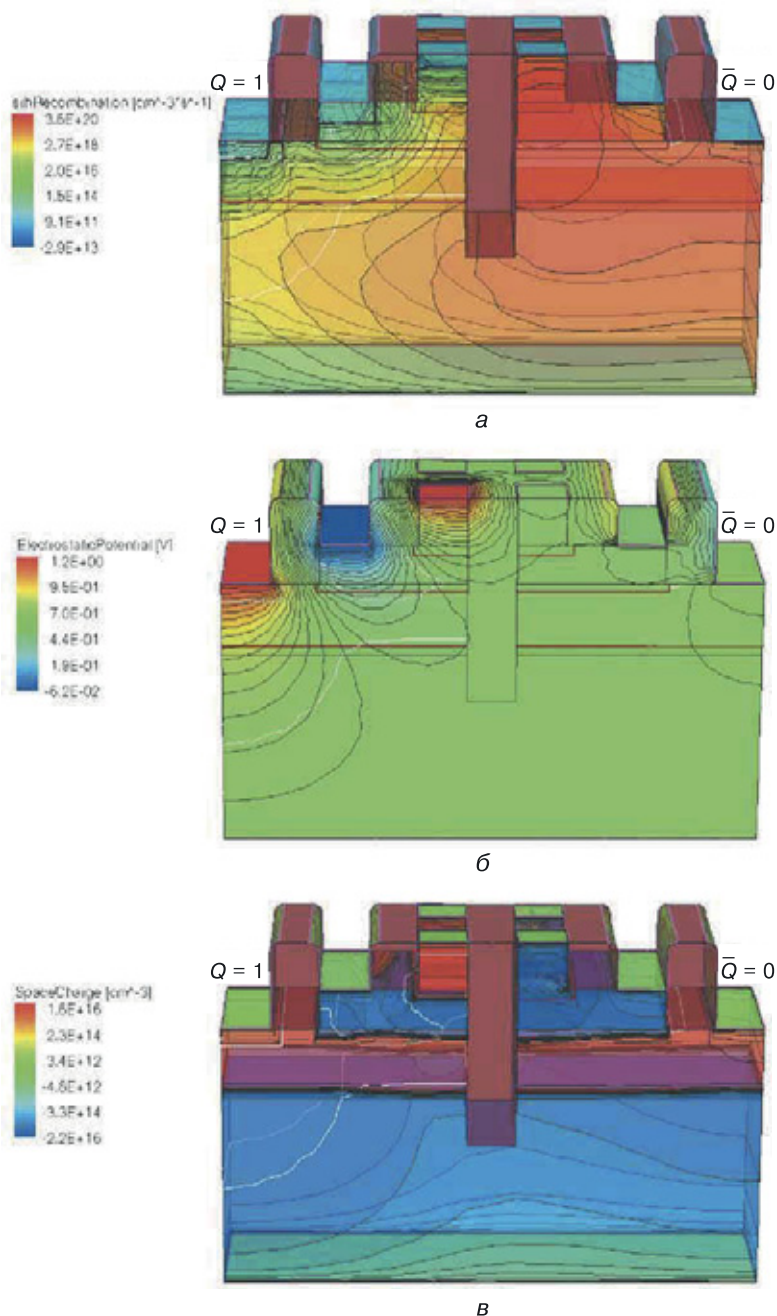 Q = 1
Q̅ = 0
srhRecombination [cm^-3*s^-1]
3.5E+20
2.7E+18
2.0E+16
1.5E+14
9.1E+11
-2.9E+13
а
Q = 1
Q̅ = 0
ElectrostaticPotential [V]
1.2E+00
9.5E-01
7.0E-01
4.4E-01
1.9E-01
-6.2E-02
б
Q = 1
Q̅ = 0
SpaceCharge [cm^-3]
1.6E+16
2.3E+14
3.4E+12
-4.6E+12
-3.3E+14
-2.2E+16
в